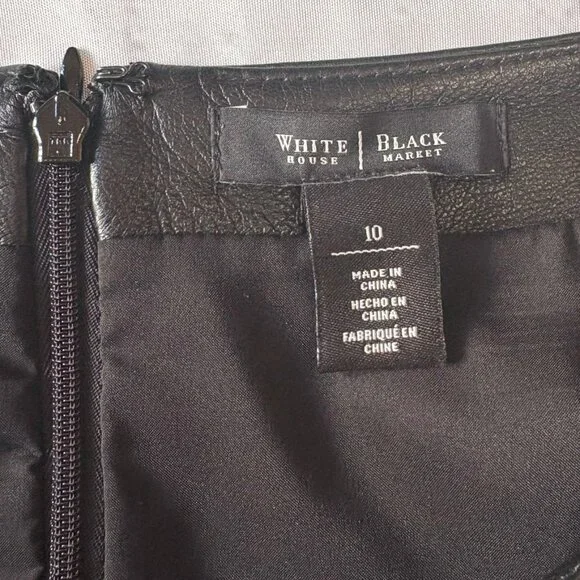 WHITE | BLACK
HOUSE MARKET
10
MADE IN
CHINA
HECHO EN
CHINA
FABRIQUÉ EN
CHINE